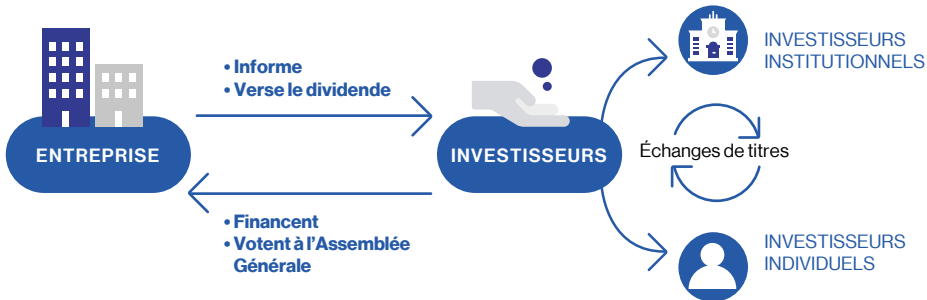 • Informe
• Verse le dividende
ENTREPRISE
INVESTISSEURS
• Financent
• Votent à l'Assemblée
Générale
INVESTISSEURS
INSTITUTIONNELS
Échanges de titres
INVESTISSEURS
INDIVIDUELS